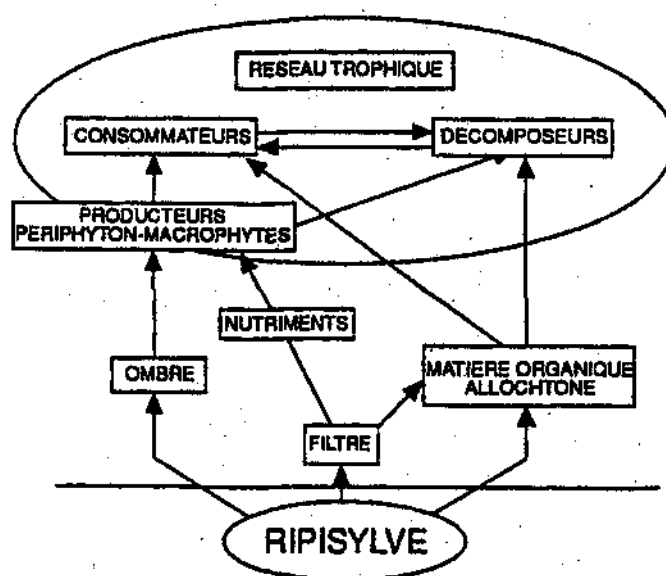 RESEAU TROPHIQUE
CONSOMMATEURS
DECOMPOSEURS
PRODUCTEURS
PERIPHYTON-MACROPHYTES
NUTRIMENTS
OMBRE
MATIERE ORGANIQUE
ALLOCHTONE
FILTRE
RIPISYLVE